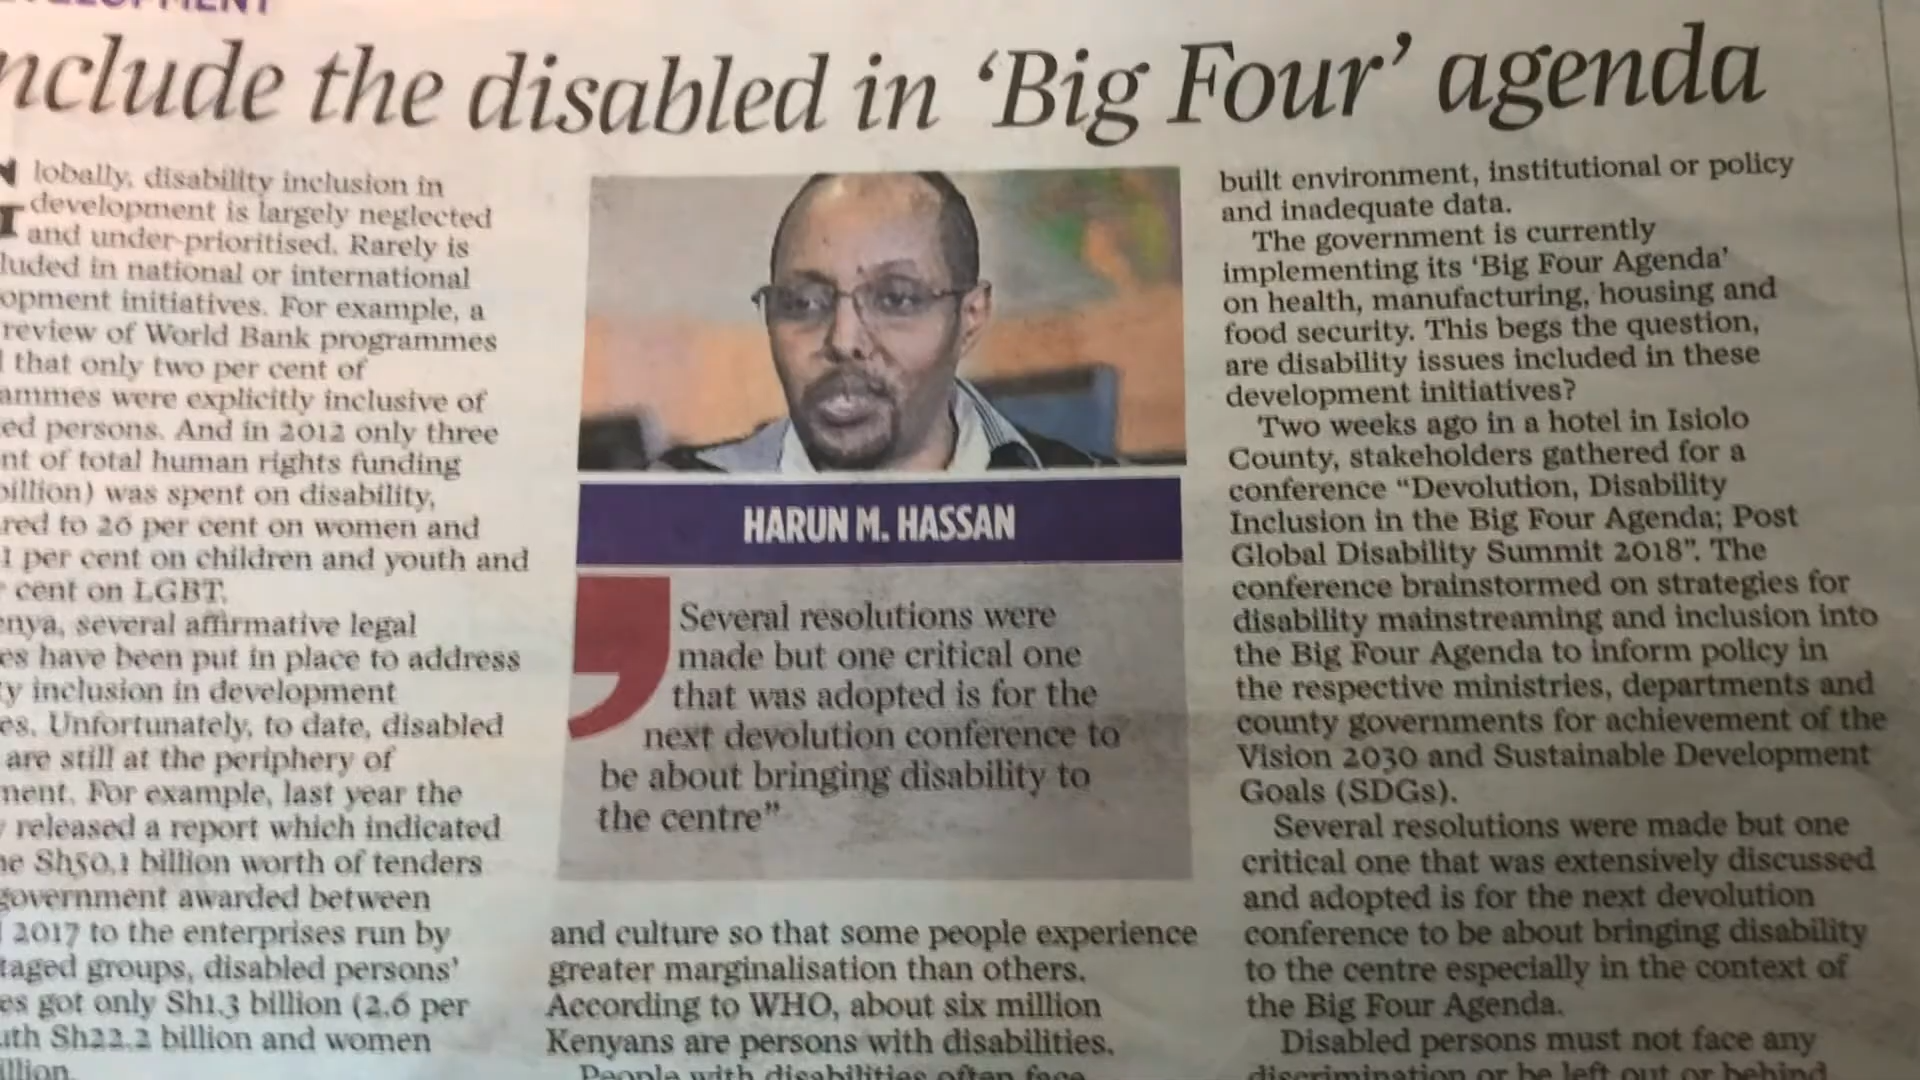 nclude the disabled in ‘Big Four’ agenda
lobally, disability inclusion in
development is largely neglected
and under-prioritised. Rarely is
luded in national or international
opment initiatives. For example, a
review of World Bank programmes
that only two per cent of
ammes were explicitly inclusive of
ed persons. And in 2012 only three
nt of total human rights funding
billion) was spent on disability,
red to 26 per cent on women and
1 per cent on children and youth and
cent on LGBT.
enya, several affirmative legal
es have been put in place to address
y inclusion in development
es. Unfortunately, to date, disabled
are still at the periphery of
ment. For example, last year the
released a report which indicated
he Sh50.1 billion worth of tenders
government awarded between
2017 to the enterprises run by
taged groups, disabled persons’
es got only Sh1.3 billion (2.6 per
uth Sh22.2 billion and women
illion.
HARUN M. HASSAN
Several resolutions were
made but one critical one
that was adopted is for the
next devolution conference to
be about bringing disability to
the centre”
and culture so that some people experience
greater marginalisation than others.
According to WHO, about six million
Kenyans are persons with disabilities.
People with disabilities often face
built environment, institutional or policy
and inadequate data.
The government is currently
implementing its ‘Big Four Agenda’
on health, manufacturing, housing and
food security. This begs the question,
are disability issues included in these
development initiatives?
Two weeks ago in a hotel in Isiolo
County, stakeholders gathered for a
conference “Devolution, Disability
Inclusion in the Big Four Agenda; Post
Global Disability Summit 2018”. The
conference brainstormed on strategies for
disability mainstreaming and inclusion into
the Big Four Agenda to inform policy in
the respective ministries, departments and
county governments for achievement of the
Vision 2030 and Sustainable Development
Goals (SDGs).
Several resolutions were made but one
critical one that was extensively discussed
and adopted is for the next devolution
conference to be about bringing disability
to the centre especially in the context of
the Big Four Agenda.
Disabled persons must not face any
discrimination or be left out or behind